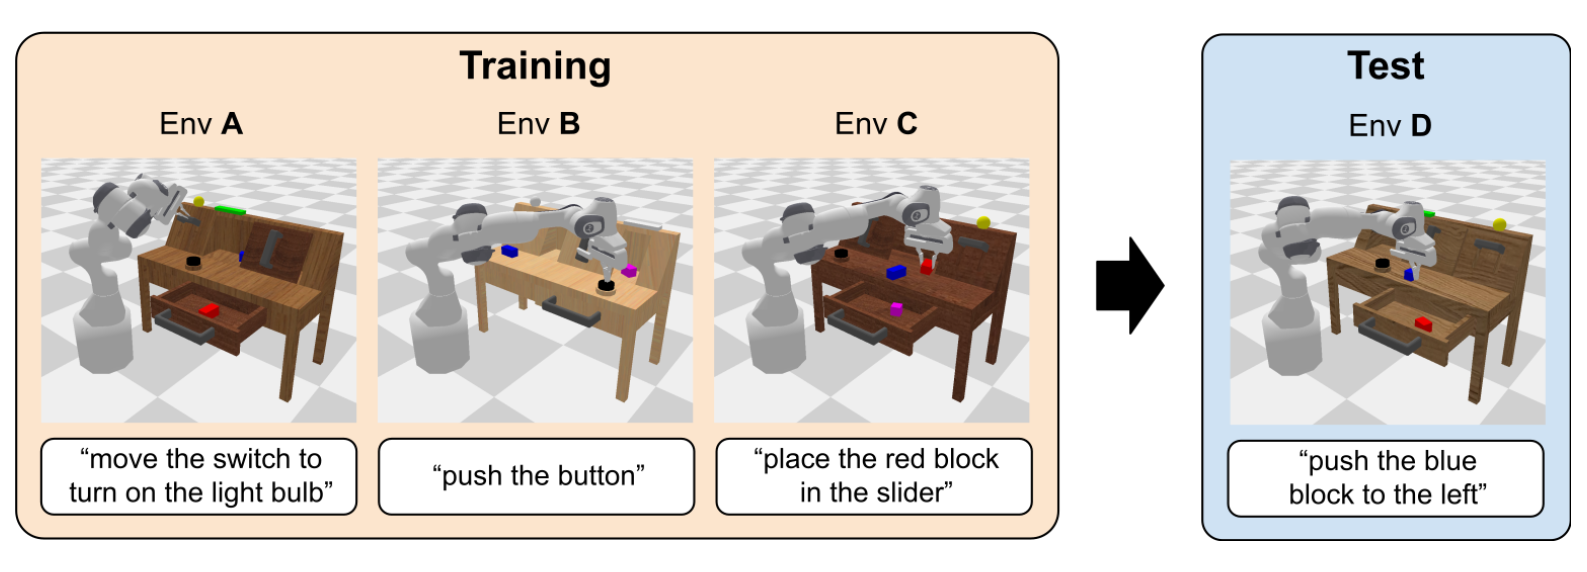 Training
Env A
Env B
Env C
“move the switch to
turn on the light bulb”
“push the button”
“place the red block
in the slider”
Test
Env D
“push the blue
block to the left”